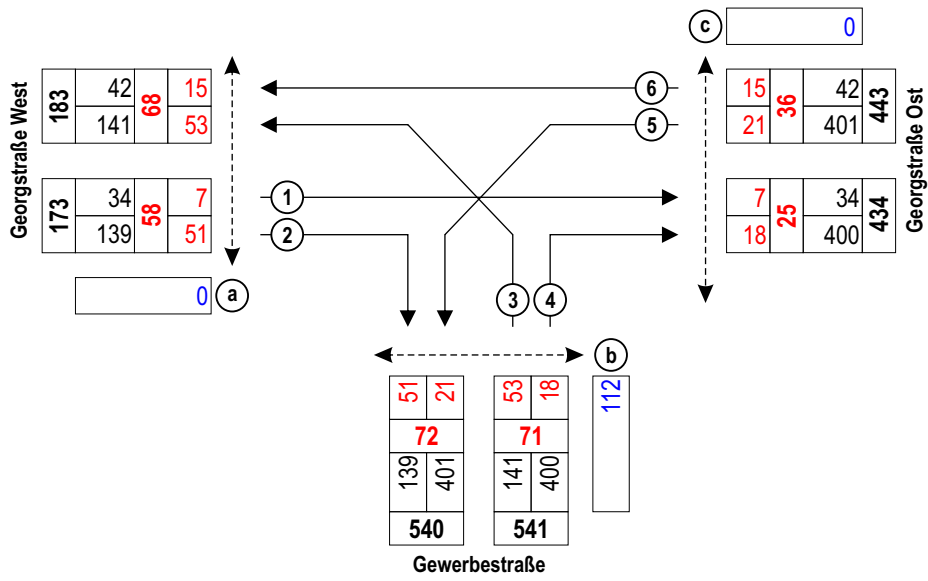 c 0
Georgstraße West
183 42 68 15
141 53
6
15 36 42 443
21 401
Georgstraße Ost
5
173 34 58 7
139 51
1
2
7 25 34 434
18 400
0 a
3 4
b
51 21 53 18 112
72 71
139 401 141 400
540 541
Gewerbestraße